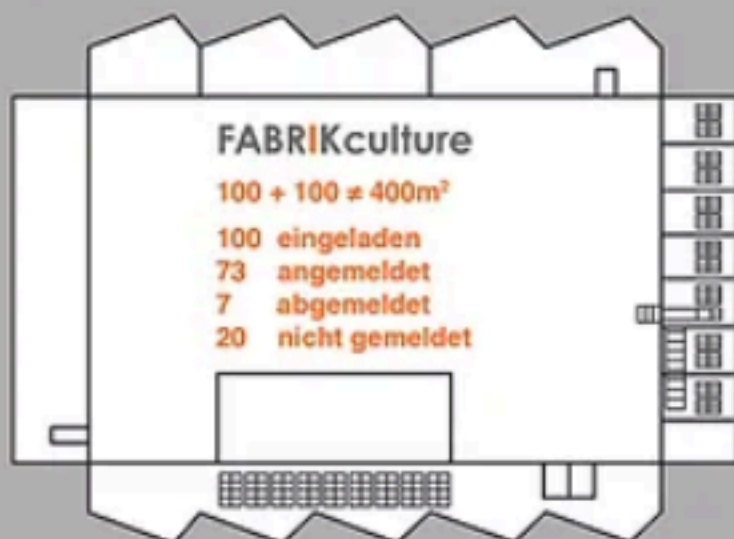 FABRIKculture
100 + 100 ≠ 400m²
100 eingeladen
73 angemeldet
7 abgemeldet
20 nicht gemeldet